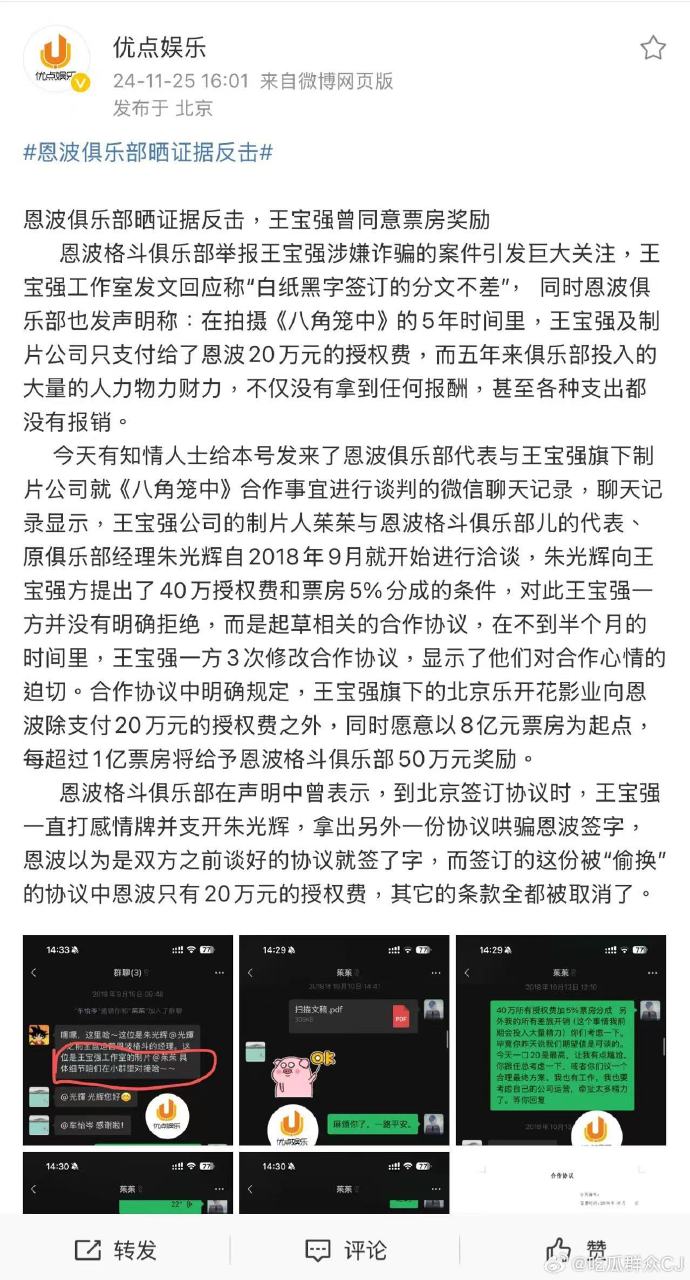 优点娱乐
24-11-25 16:01 来自微博网页版
发布于 北京
优点娱乐
#恩波俱乐部晒证据反击#
恩波俱乐部晒证据反击，王宝强曾同意票房奖励
恩波格斗俱乐部举报王宝强涉嫌诈骗的案件引发巨大关注，王
宝强工作室发文回应称“白纸黑字签订的分文不差”， 同时恩波俱
乐部也发声明称：在拍摄《八角笼中》的5年时间里，王宝强及制
片公司只支付给了恩波20万元的授权费，而五年来俱乐部投入的
大量的人力物力财力，不仅没有拿到任何报酬，甚至各种支出都
没有报销。
今天有知情人士给本号发来了恩波俱乐部代表与王宝强旗下制
片公司就《八角笼中》合作事宜进行谈判的微信聊天记录，聊天记
录显示，王宝强公司的制片人茱茱与恩波格斗俱乐部儿的代表、
原俱乐部经理朱光辉自2018年9月就开始进行洽谈，朱光辉向王
宝强方提出了40万授权费和票房5%分成的条件，对此王宝强一
方并没有明确拒绝，而是起草相关的合作协议，在不到半个月的
时间里，王宝强一方3次修改合作协议，显示了他们对合作心情的
迫切。合作协议中明确规定，王宝强旗下的北京乐开花影业向恩
波除支付20万元的授权费之外，同时愿意以8亿元票房为起点，
每超过1亿票房将给予恩波格斗俱乐部50万元奖励。
恩波格斗俱乐部在声明中曾表示，到北京签订协议时，王宝强
一直打感情牌并支开朱光辉，拿出另外一份协议哄骗恩波签字，
恩波以为是双方之前谈好的协议就签了字，而签订的这份被“偷换”
的协议中恩波只有20万元的授权费，其它的条款全都被取消了。
14:33
77
群聊(3)
2018年9月15日 09:48
嘿嘿，这里哈～这位是朱光辉@光輝
位是王宝强工作室的制片@茱茱 具
体细节咱们在小群里对接哈～～
@光輝 光辉您好
@车怡岑 感谢啦！
优点娱乐
14:29
77
茱茱
2018年10月10日 14:41
扫描文稿.pdf
309KB
PDF
OK
麻烦你了，一路平安。
优点娱乐
14:29
77
茱茱
2018年10月13日 12:10
40万所有授权费加5%票房分成 另
外我的所有差旅开销（这个事情我前
期会投入大量精力）你们考虑一下。
毕竟你昨天说我们期望值是可谈的。
今天一口20是最高，让我有点尴尬。
你跟任总考虑一下，或者你们议一个
合理最终方案。我也有工作，我也要
考虑自己的公司运营，牵扯太多精力
了。等你回复
优点娱乐
14:30
77
茱茱
22"
14:30
77
茱茱
合作协议
转发
评论
赞
@吃瓜群众CJ